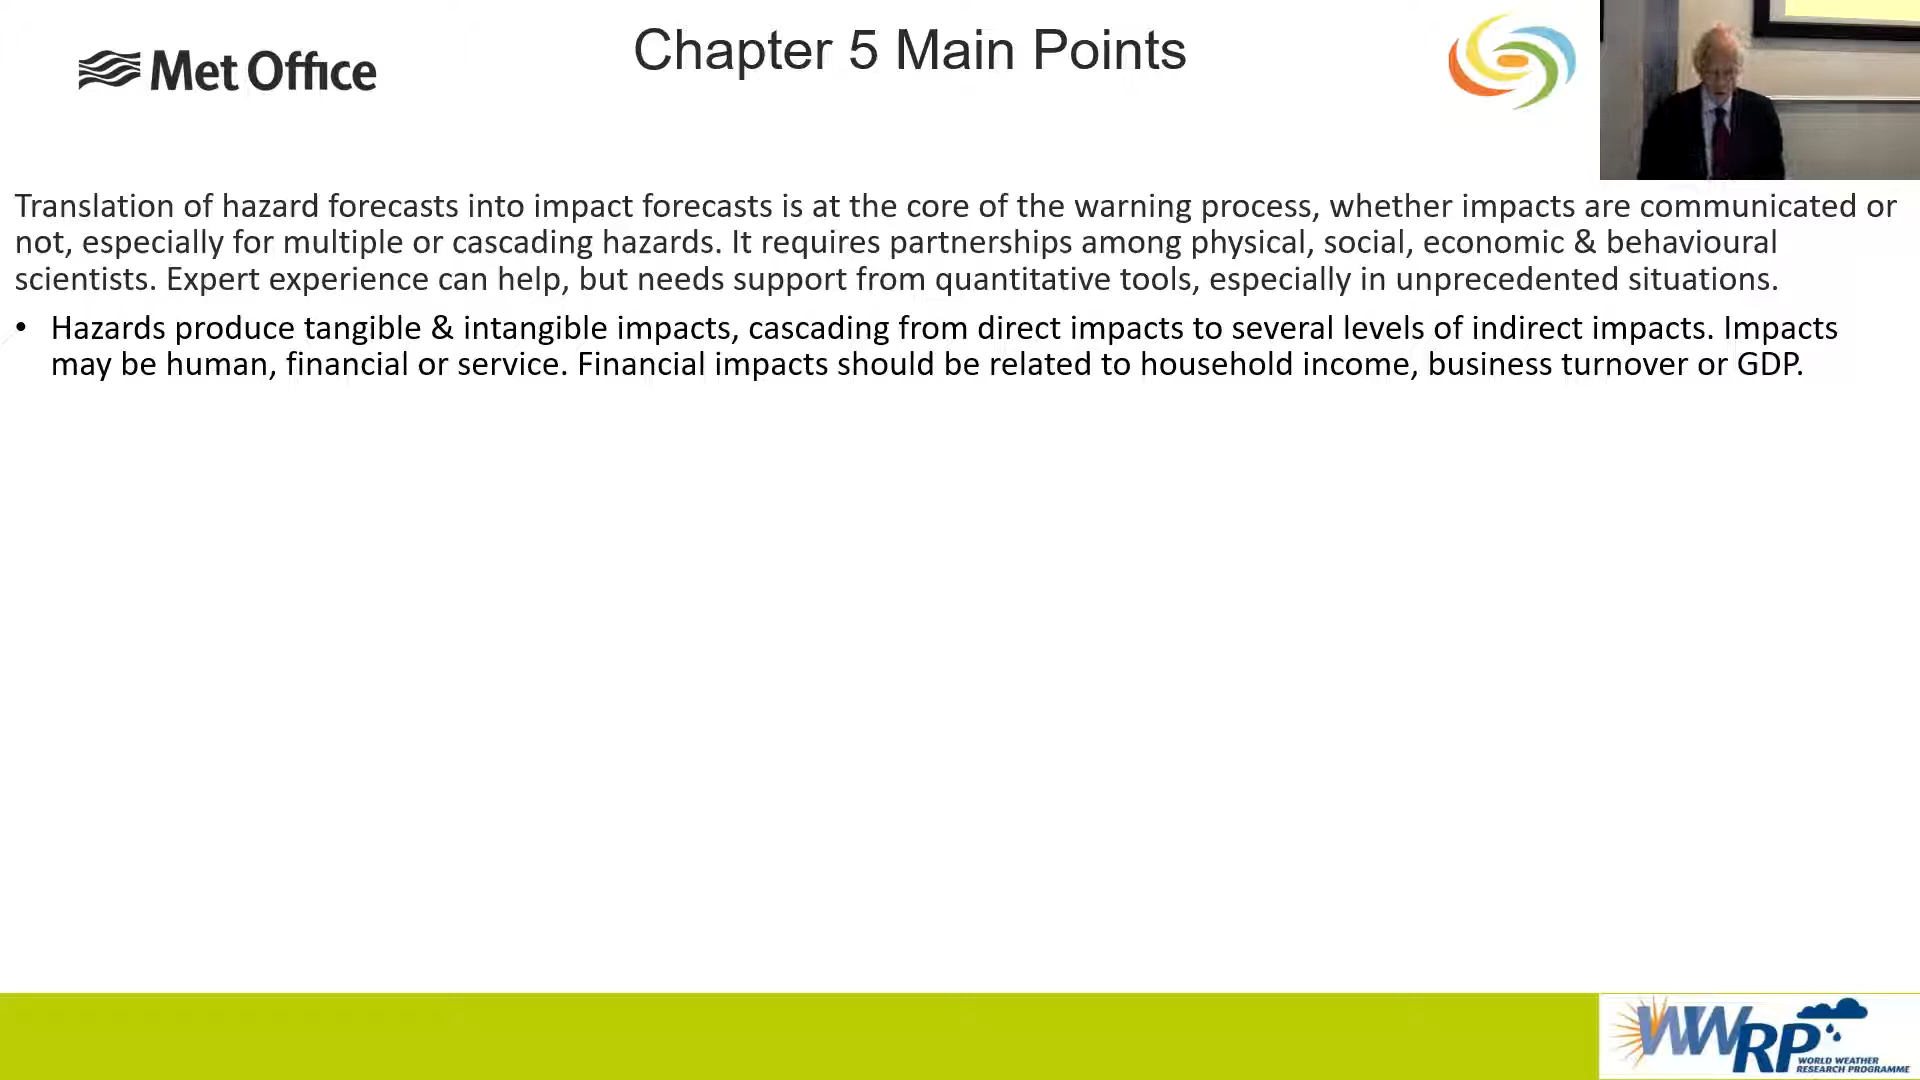 Met Office
Chapter 5 Main Points
Translation of hazard forecasts into impact forecasts is at the core of the warning process, whether impacts are communicated or
not, especially for multiple or cascading hazards. It requires partnerships among physical, social, economic & behavioural
scientists. Expert experience can help, but needs support from quantitative tools, especially in unprecedented situations.
• Hazards produce tangible & intangible impacts, cascading from direct impacts to several levels of indirect impacts. Impacts
may be human, financial or service. Financial impacts should be related to household income, business turnover or GDP.
WWRP
WORLD WEATHER
RESEARCH PROGRAMME